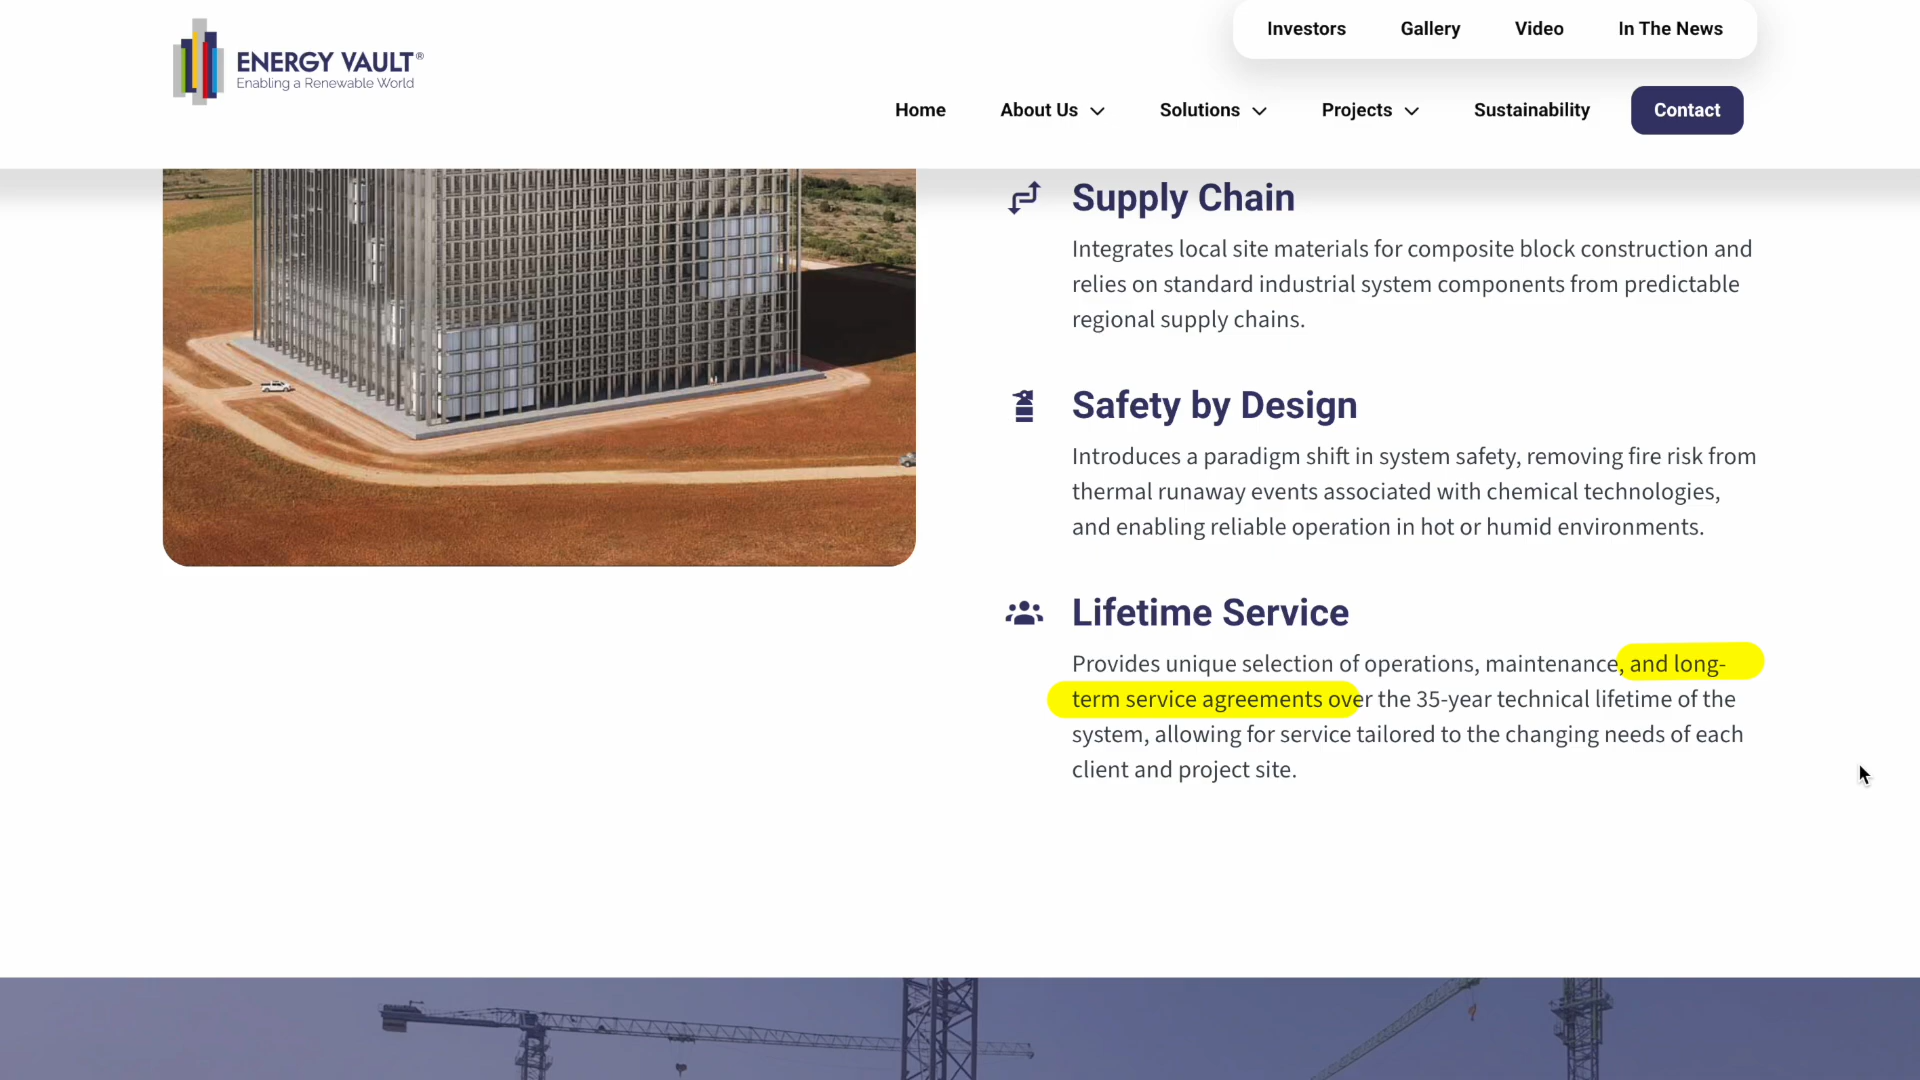 ENERGY VAULT®
Enabling a Renewable World
Investors Gallery Video In The News
Home About Us Solutions Projects Sustainability Contact
Supply Chain
Integrates local site materials for composite block construction and
relies on standard industrial system components from predictable
regional supply chains.
Safety by Design
Introduces a paradigm shift in system safety, removing fire risk from
thermal runaway events associated with chemical technologies,
and enabling reliable operation in hot or humid environments.
Lifetime Service
Provides unique selection of operations, maintenance, and long-
term service agreements over the 35-year technical lifetime of the
system, allowing for service tailored to the changing needs of each
client and project site.